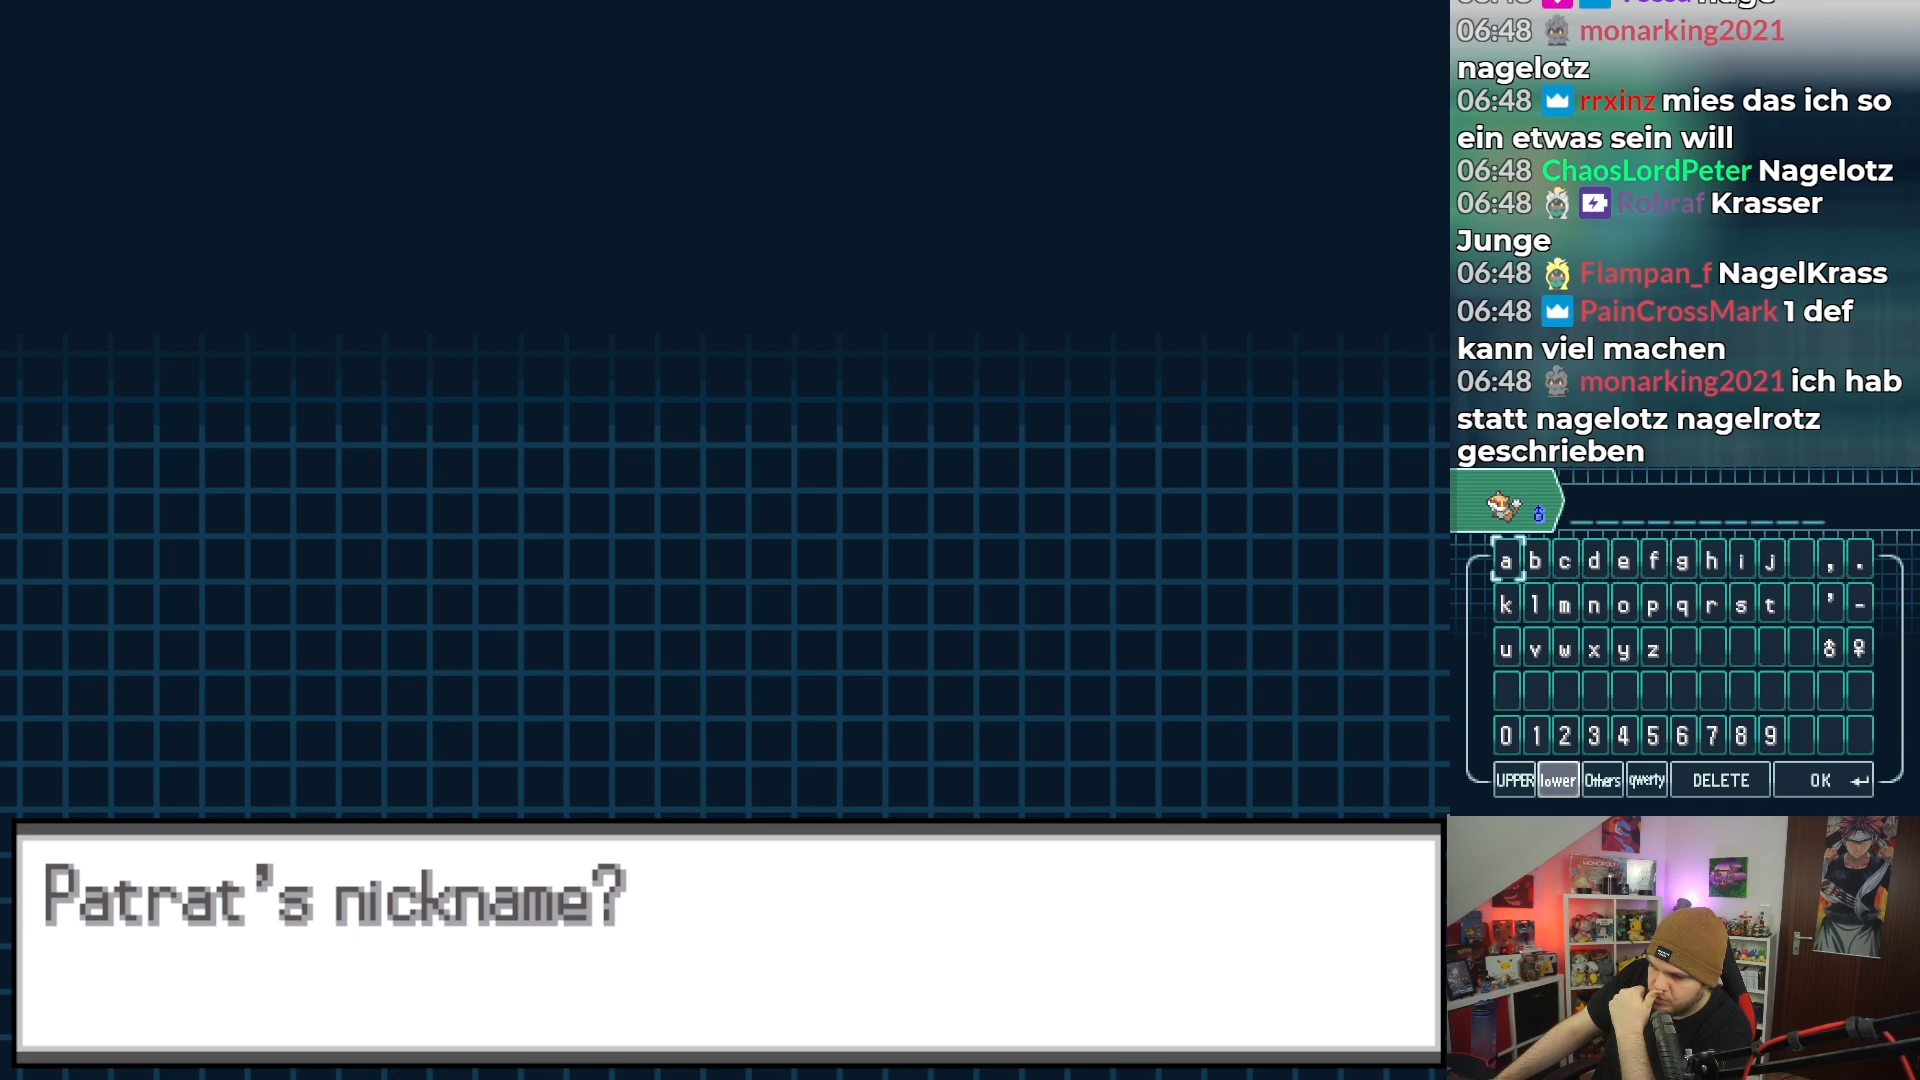 06:48 monarking2021
nagelotz
06:48 rrxinz mies das ich so
ein etwas sein will
06:48 ChaosLordPeter Nagelotz
06:48 Robraf Krasser
Junge
06:48 Flampan_f NagelKrass
06:48 PainCrossMark 1 def
kann viel machen
06:48 monarking2021 ich hab
statt nagelotz nagelrotz
geschrieben
a b c d e f g h i j , .
k l m n o p q r s t ’ -
u v w x y z ♂ ♀
0 1 2 3 4 5 6 7 8 9
UPPER lower Others qwerty DELETE OK
Patrat’s nickname?
MONOPOLY